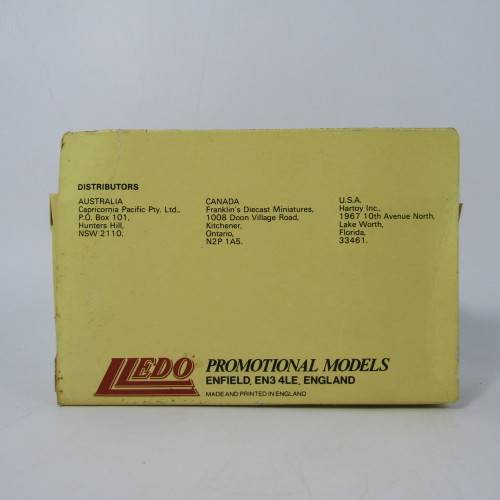 DISTRIBUTORS
AUSTRALIA
Capricornia Pacific Pty. Ltd.,
P.O. Box 101,
Hunters Hill,
NSW 2110.
CANADA
Franklin's Diecast Miniatures,
1008 Doon Village Road,
Kitchener,
Ontario,
N2P 1A5.
U.S.A.
Hartoy Inc.,
1967 10th Avenue North,
Lake Worth,
Florida,
33461.
LLEDO PROMOTIONAL MODELS
ENFIELD, EN3 4LE, ENGLAND
MADE AND PRINTED IN ENGLAND